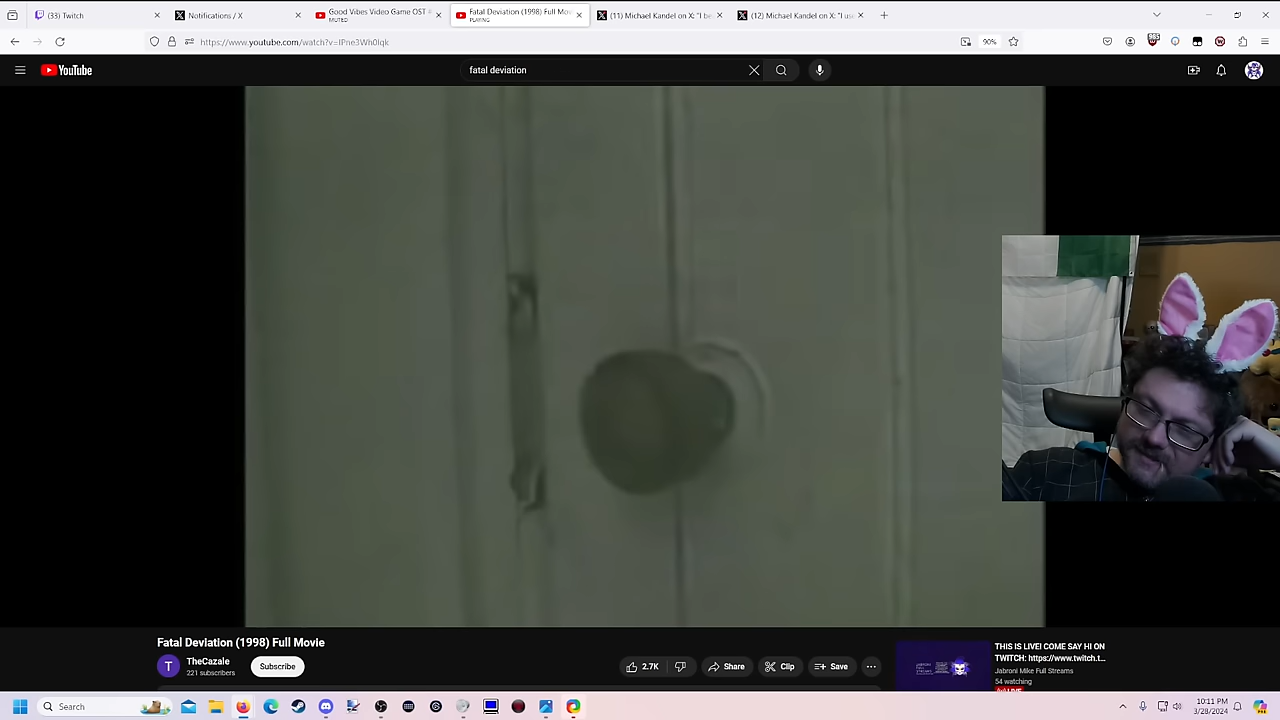 (33) Twitch
Notifications / X
Good Vibes Video Game OST
MUTED
Fatal Deviation (1998) Full Mov
PLAYING
(11) Michael Kandel on X: "I be
(12) Michael Kandel on X: "I use
https://www.youtube.com/watch?v=IPne3Wh0lqk
90%
YouTube
fatal deviation
Fatal Deviation (1998) Full Movie
T
TheCazale
221 subscribers
Subscribe
2.7K
Share
Clip
Save
THIS IS LIVE! COME SAY HI ON
TWITCH: https://www.twitch.t...
Jabroni Mike Full Streams
54 watching
Search
10:11 PM
3/28/2024